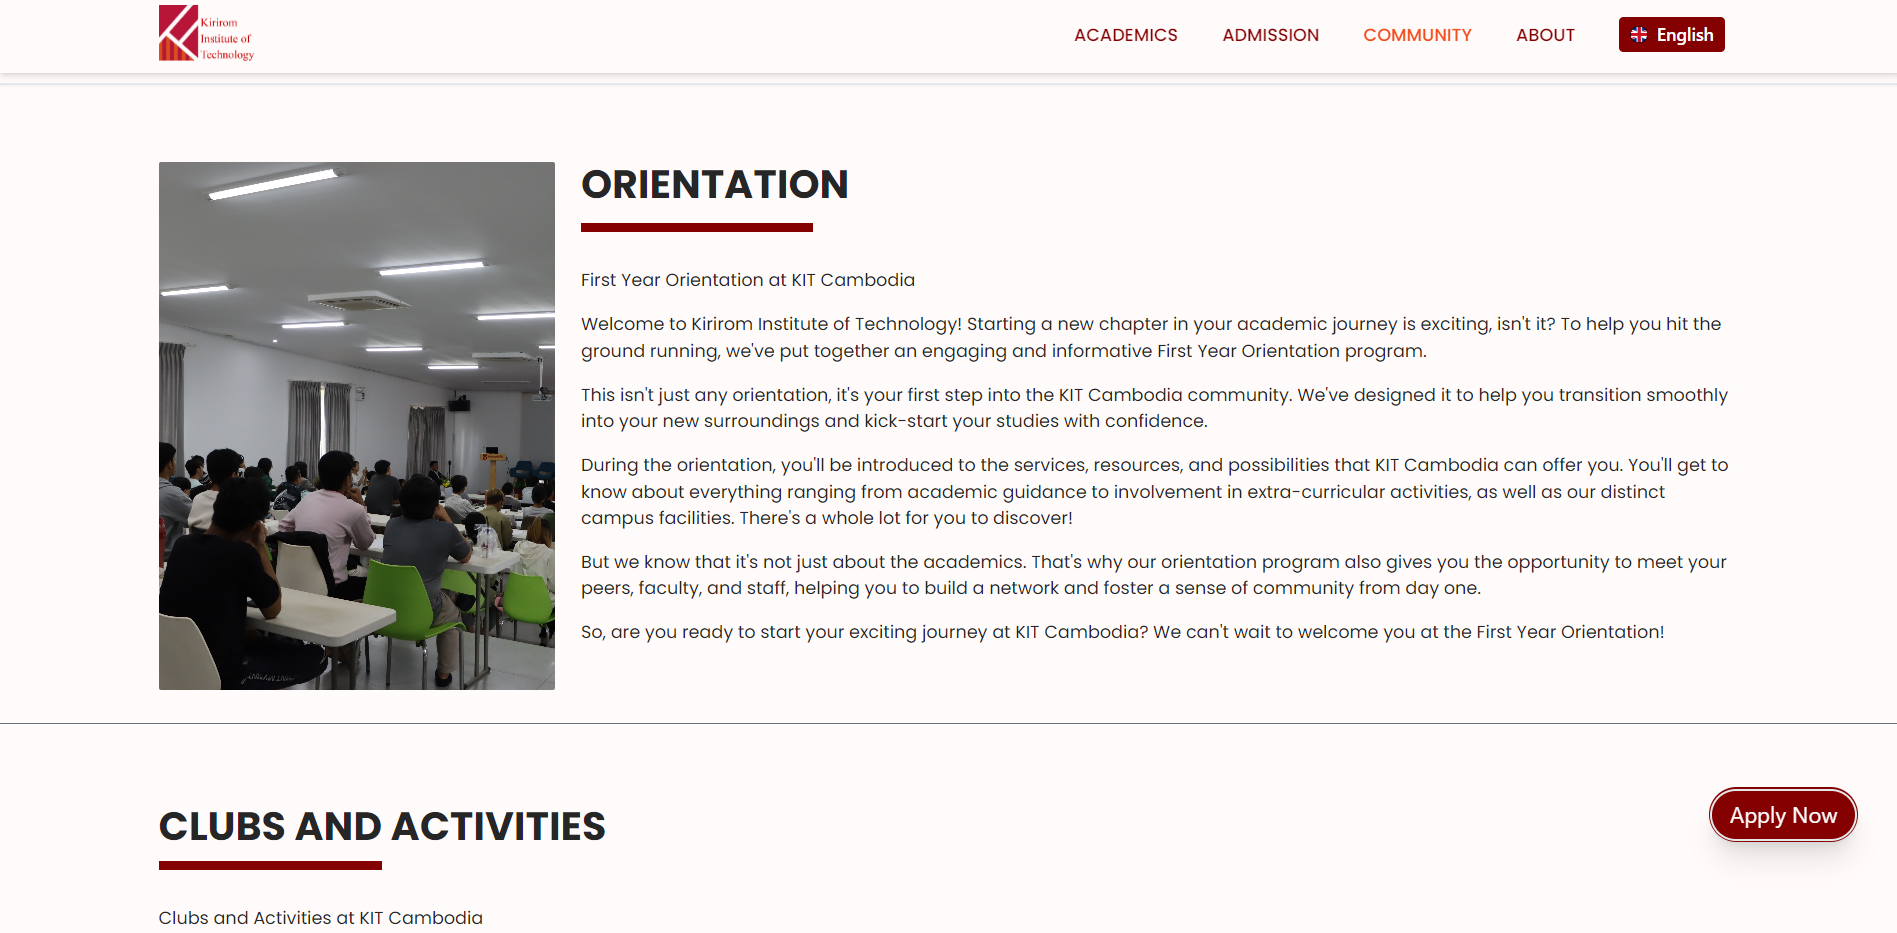 Kirirom
Institute of
Technology
ACADEMICS
ADMISSION
COMMUNITY
ABOUT
English
ORIENTATION
First Year Orientation at KIT Cambodia
Welcome to Kirirom Institute of Technology! Starting a new chapter in your academic journey is exciting, isn't it? To help you hit the
ground running, we've put together an engaging and informative First Year Orientation program.
This isn't just any orientation, it's your first step into the KIT Cambodia community. We've designed it to help you transition smoothly
into your new surroundings and kick-start your studies with confidence.
During the orientation, you'll be introduced to the services, resources, and possibilities that KIT Cambodia can offer you. You'll get to
know about everything ranging from academic guidance to involvement in extra-curricular activities, as well as our distinct
campus facilities. There's a whole lot for you to discover!
But we know that it's not just about the academics. That's why our orientation program also gives you the opportunity to meet your
peers, faculty, and staff, helping you to build a network and foster a sense of community from day one.
So, are you ready to start your exciting journey at KIT Cambodia? We can't wait to welcome you at the First Year Orientation!
CLUBS AND ACTIVITIES
Apply Now
Clubs and Activities at KIT Cambodia